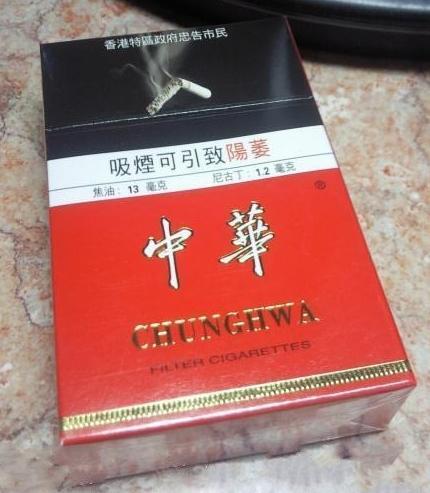 香港特區政府忠告市民
吸煙可引致陽萎
焦油: 13 毫克 尼古丁: 1.2 毫克
中華®
CHUNGHWA
FILTER CIGARETTES